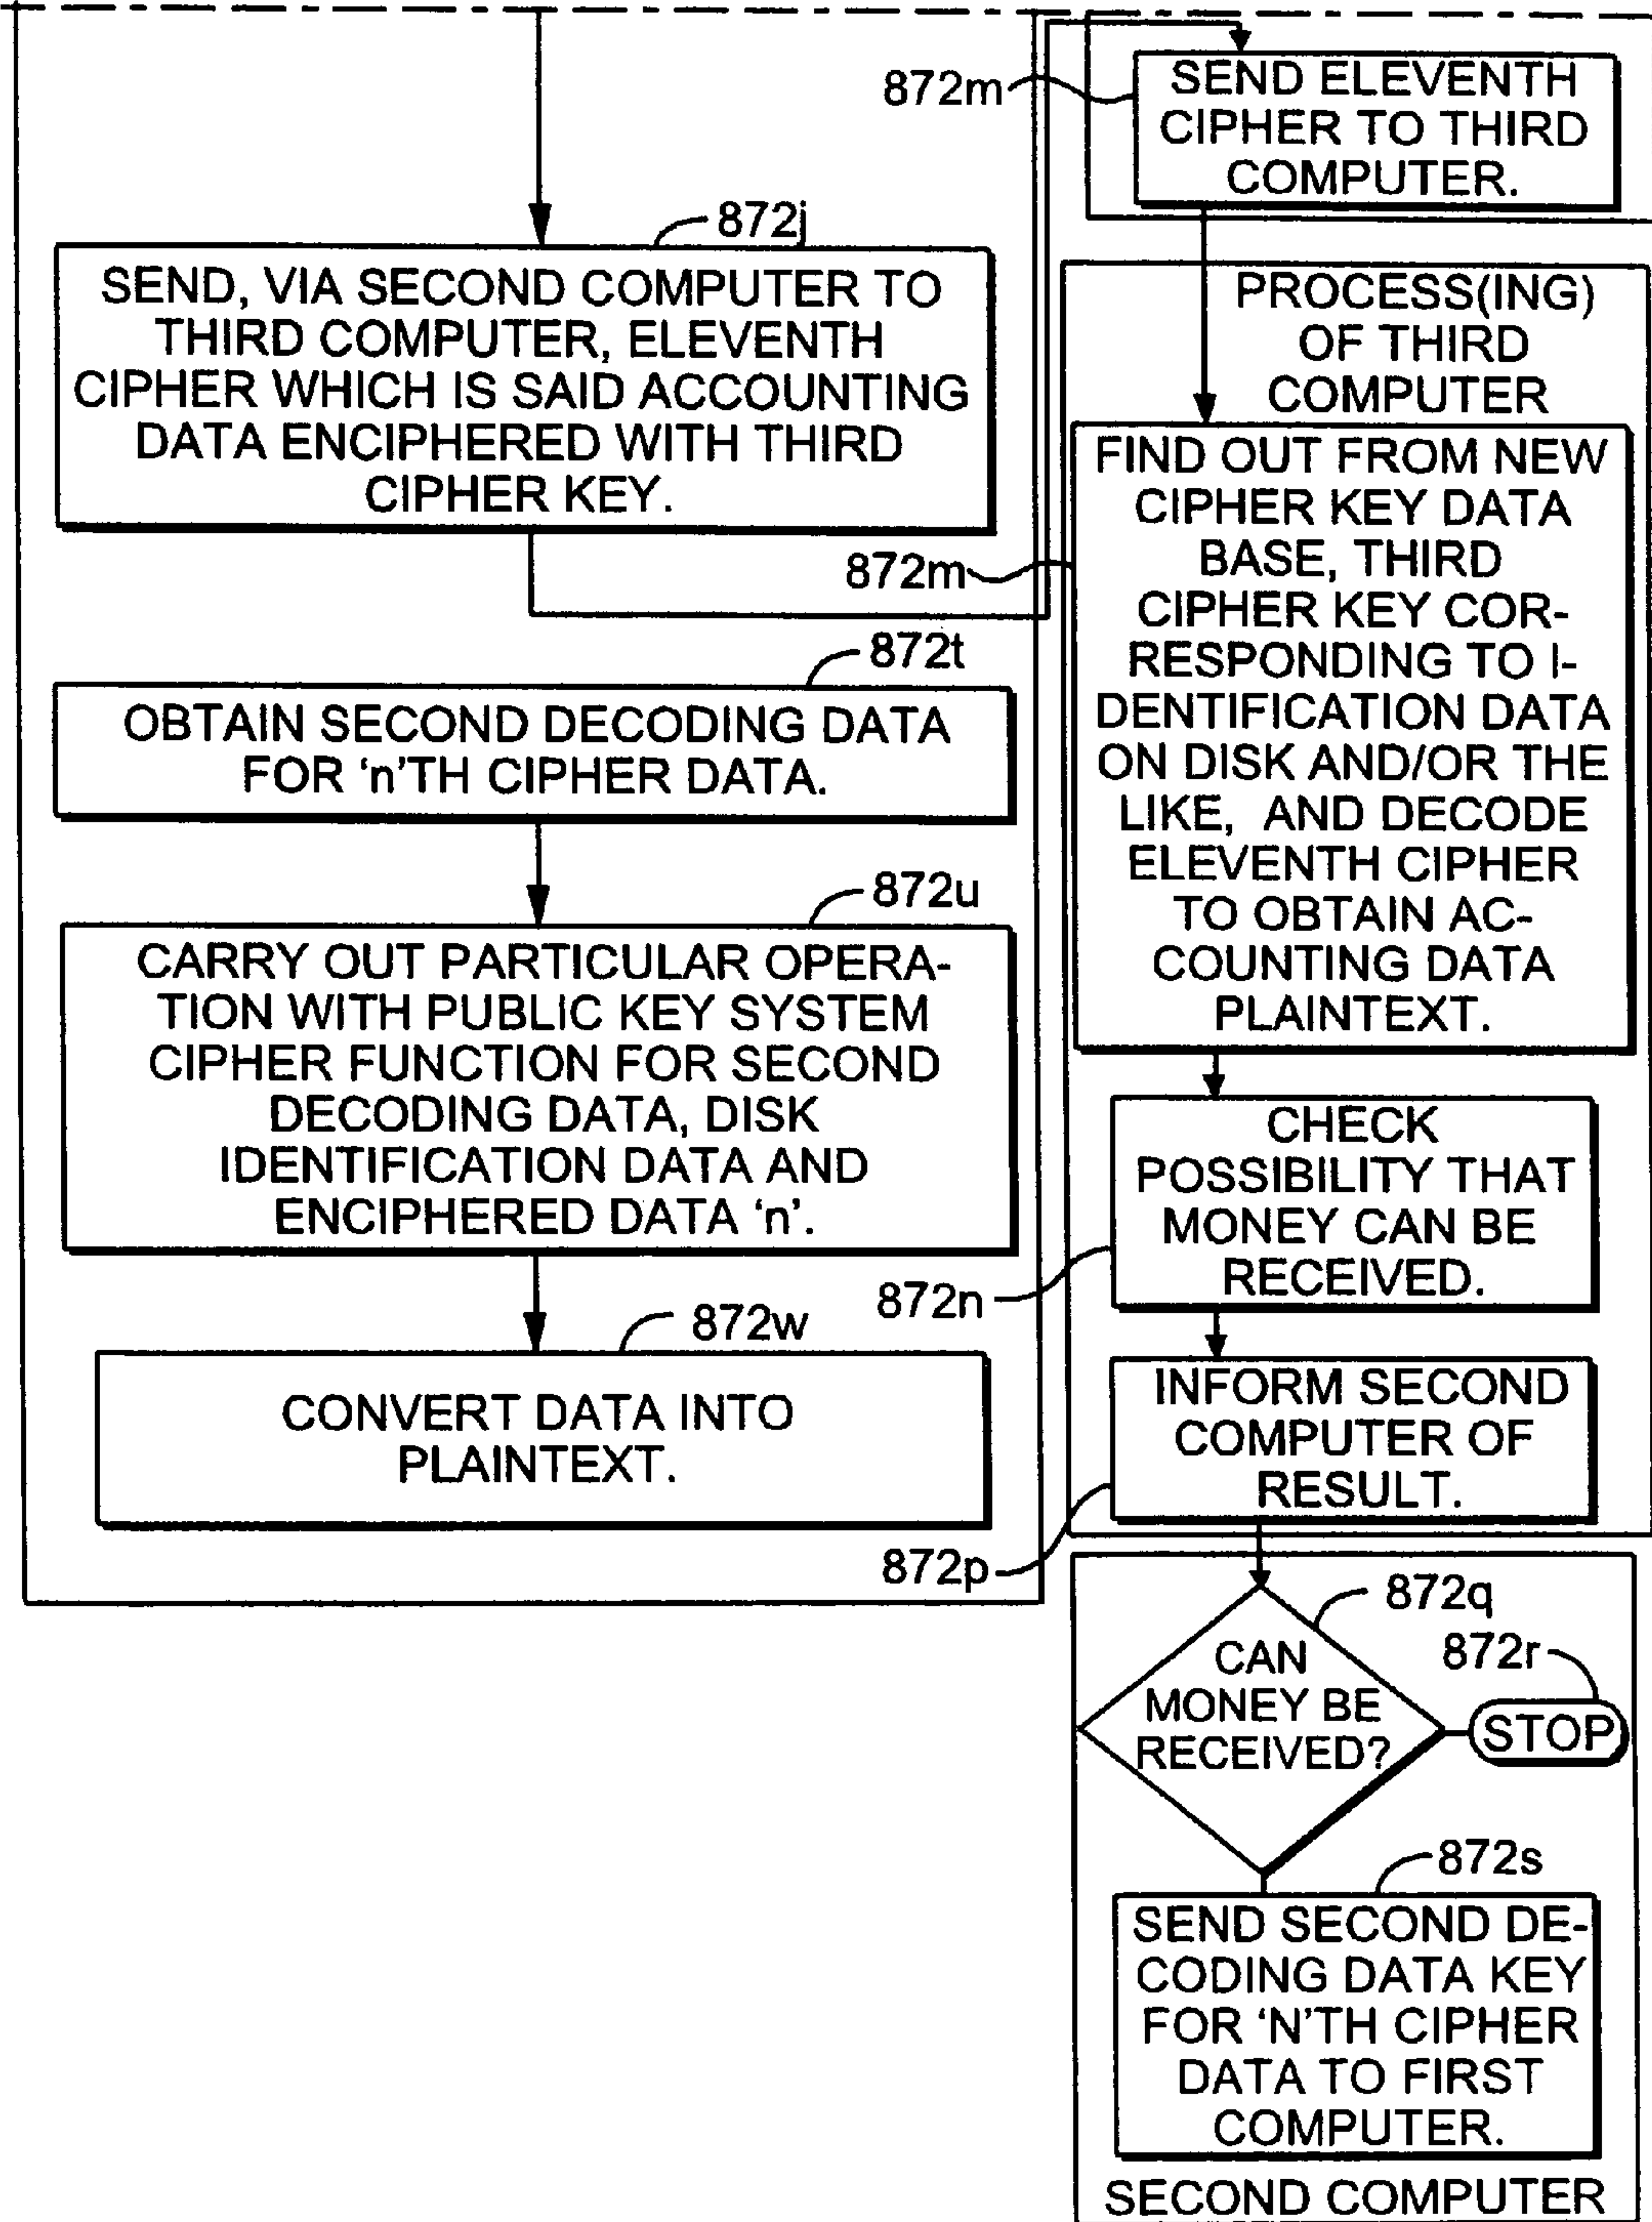 872j
SEND, VIA SECOND COMPUTER TO
THIRD COMPUTER, ELEVENTH
CIPHER WHICH IS SAID ACCOUNTING
DATA ENCIPHERED WITH THIRD
CIPHER KEY.
872t
OBTAIN SECOND DECODING DATA
FOR ‘n’TH CIPHER DATA.
872u
CARRY OUT PARTICULAR OPERA-
TION WITH PUBLIC KEY SYSTEM
CIPHER FUNCTION FOR SECOND
DECODING DATA, DISK
IDENTIFICATION DATA AND
ENCIPHERED DATA ‘n’.
872w
CONVERT DATA INTO
PLAINTEXT.
872m
SEND ELEVENTH
CIPHER TO THIRD
COMPUTER.
PROCESS(ING)
OF THIRD
COMPUTER
872m
FIND OUT FROM NEW
CIPHER KEY DATA
BASE, THIRD
CIPHER KEY COR-
RESPONDING TO I-
DENTIFICATION DATA
ON DISK AND/OR THE
LIKE, AND DECODE
ELEVENTH CIPHER
TO OBTAIN AC-
COUNTING DATA
PLAINTEXT.
CHECK
POSSIBILITY THAT
MONEY CAN BE
RECEIVED.
872n
INFORM SECOND
COMPUTER OF
RESULT.
872p
872q
CAN
MONEY BE
RECEIVED?
872r
STOP
872s
SEND SECOND DE-
CODING DATA KEY
FOR ‘N’TH CIPHER
DATA TO FIRST
COMPUTER.
SECOND COMPUTER